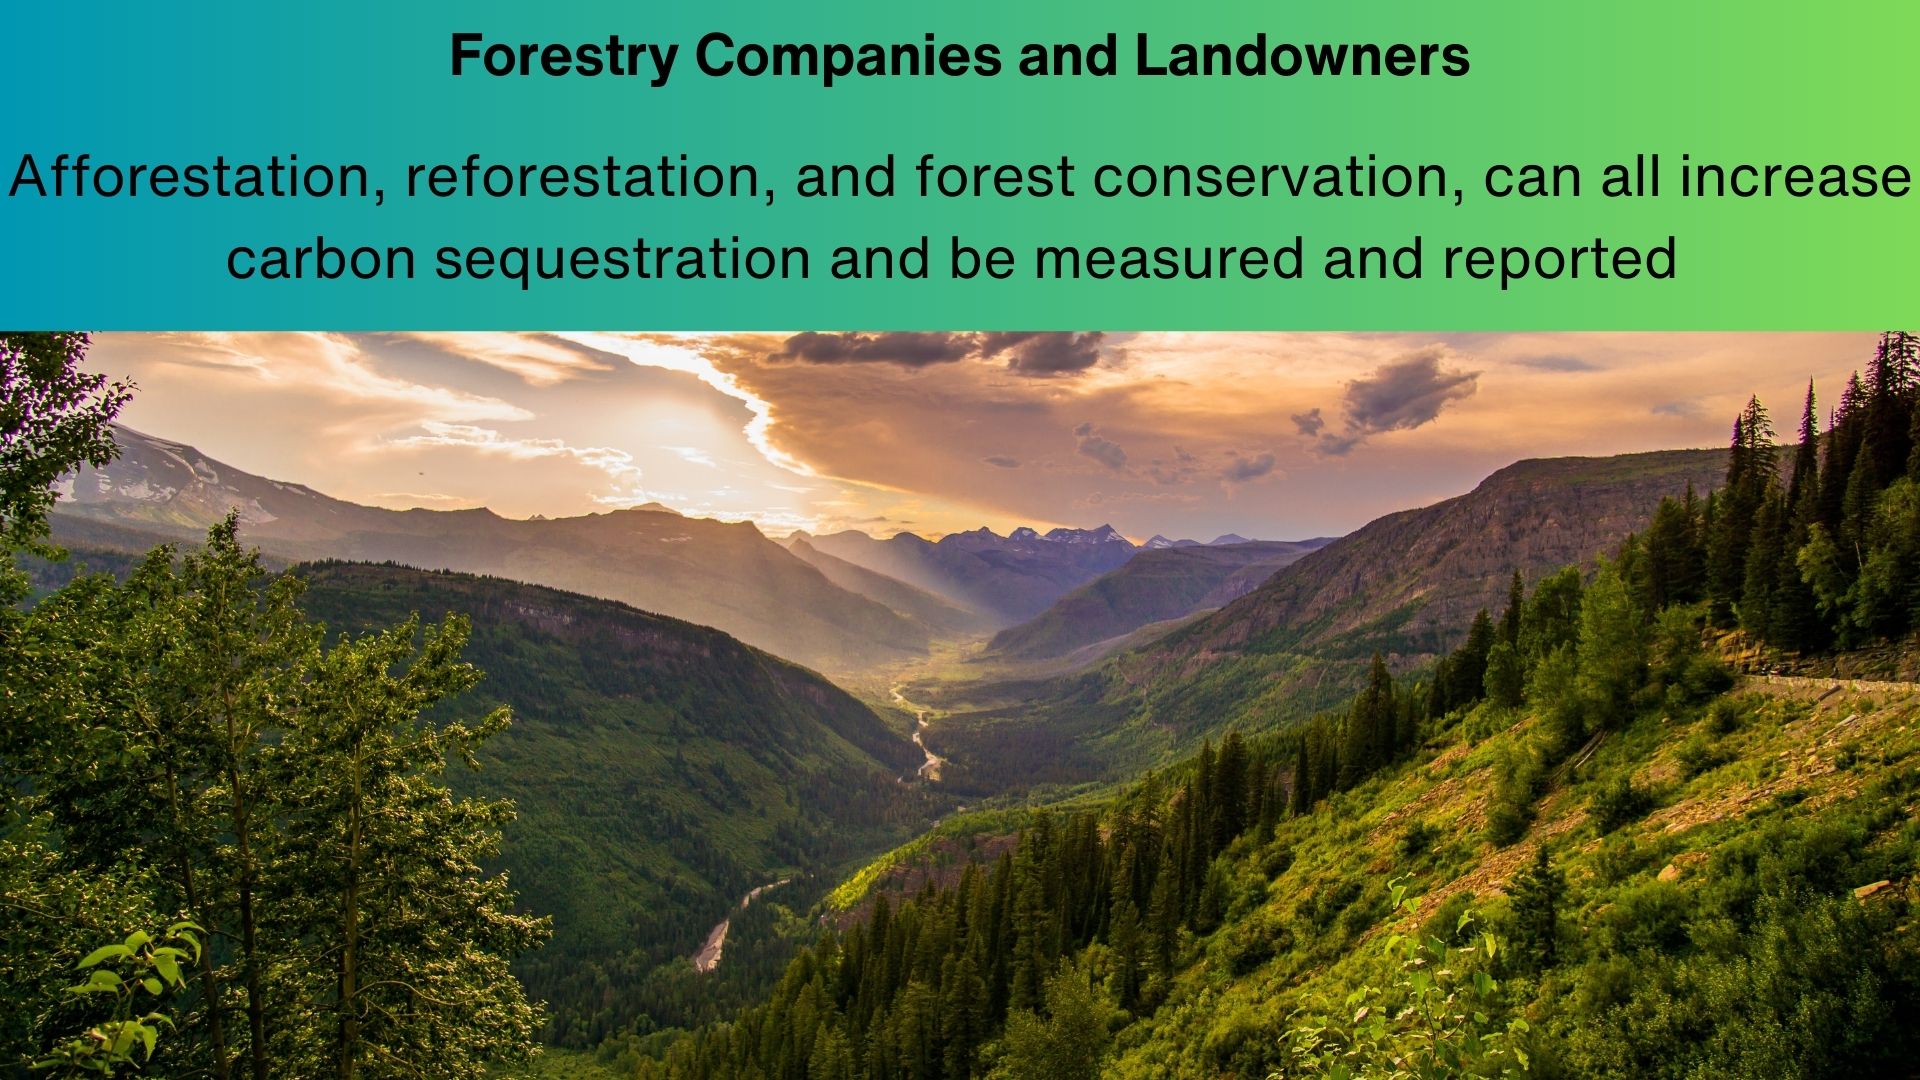 Forestry Companies and Landowners
Afforestation, reforestation, and forest conservation, can all increase
carbon sequestration and be measured and reported